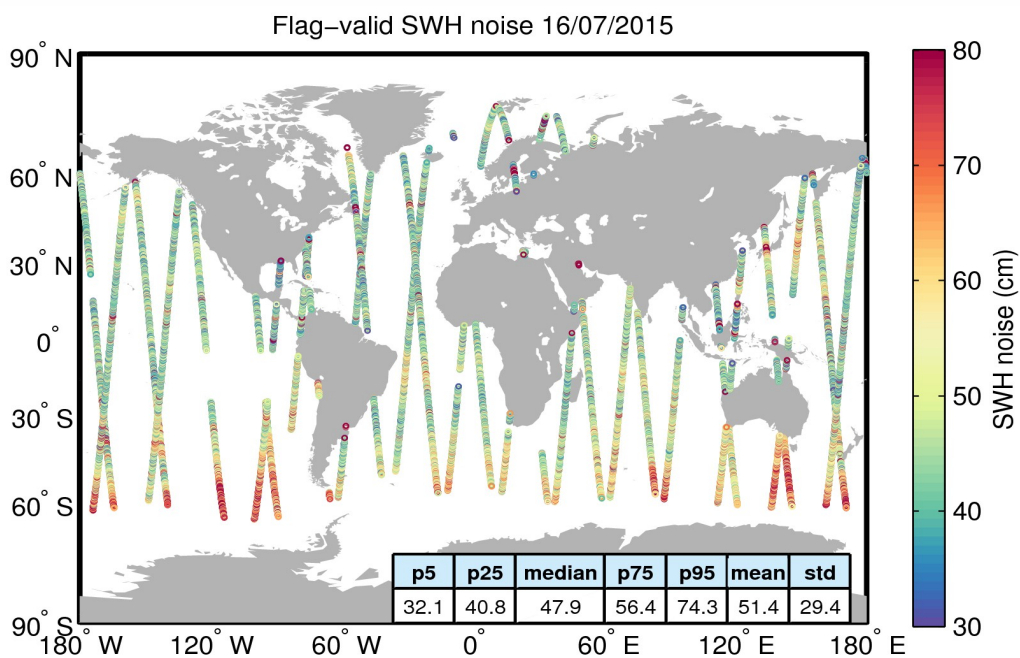 Flag−valid SWH noise 16/07/2015
90° N
60° N
30° N
0°
30° S
60° S
90° S
180° W
120° W
60° W
0°
60° E
120° E
180° E
p5 p25 median p75 p95 mean std
32.1 40.8 47.9 56.4 74.3 51.4 29.4
80
70
60
50
40
30
SWH noise (cm)